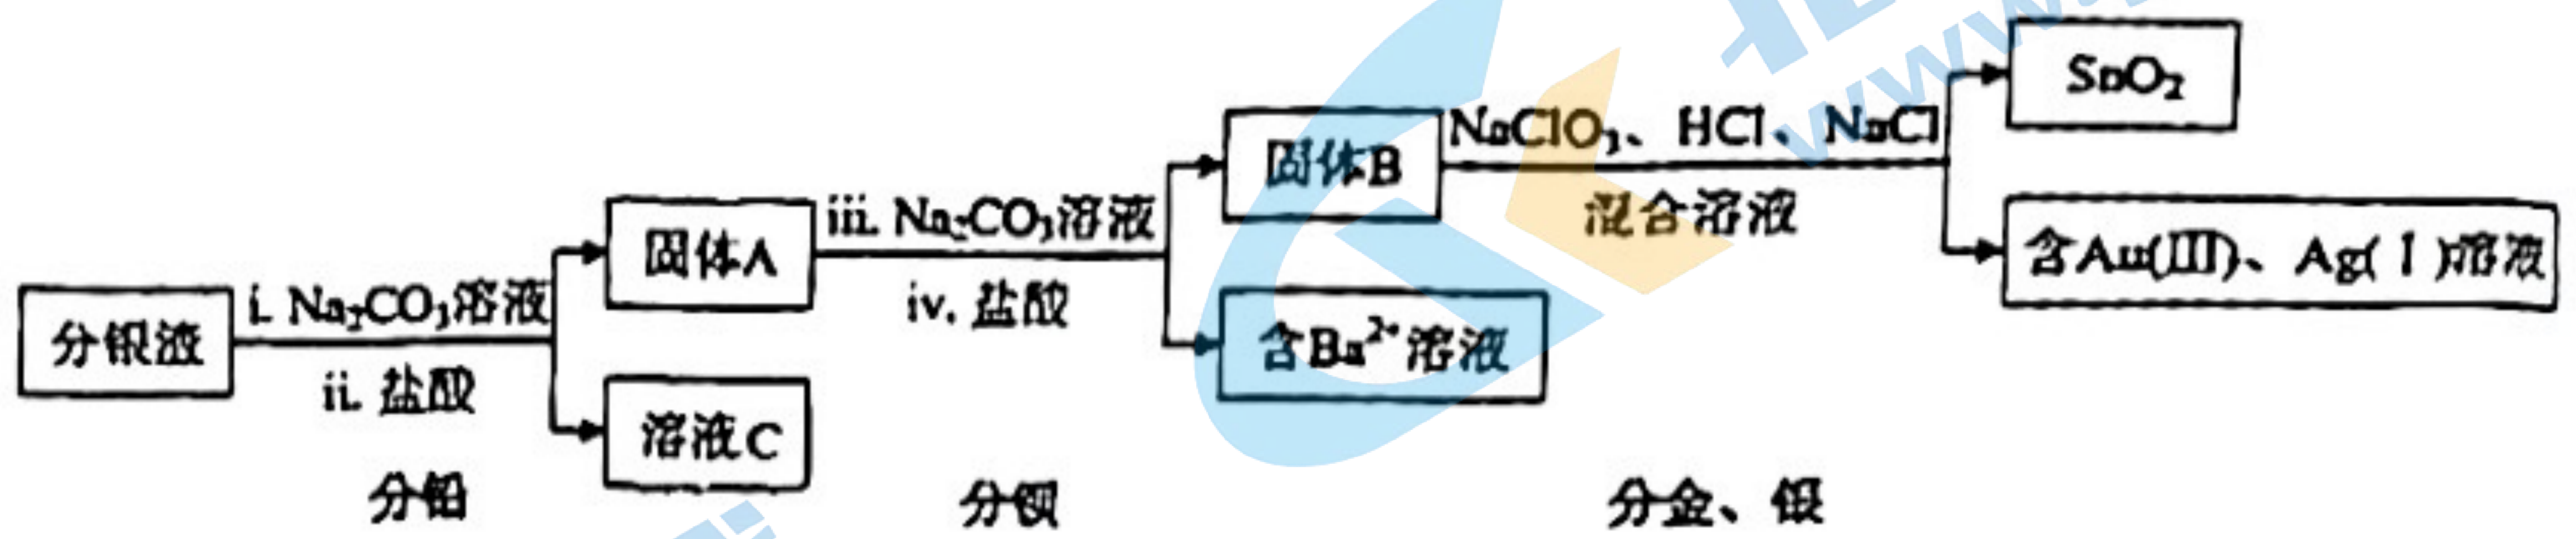 分银渣
i. Na₂CO₃溶液
ii. 盐酸
分铅
固体A
溶液C
iii. Na₂CO₃溶液
iv. 盐酸
分钡
固体B
含Ba²⁺溶液
NaClO₃、HCl、NaCl
混合溶液
分金、银
SnO₂
含Au(Ⅲ)、Ag(Ⅰ)溶液
www.